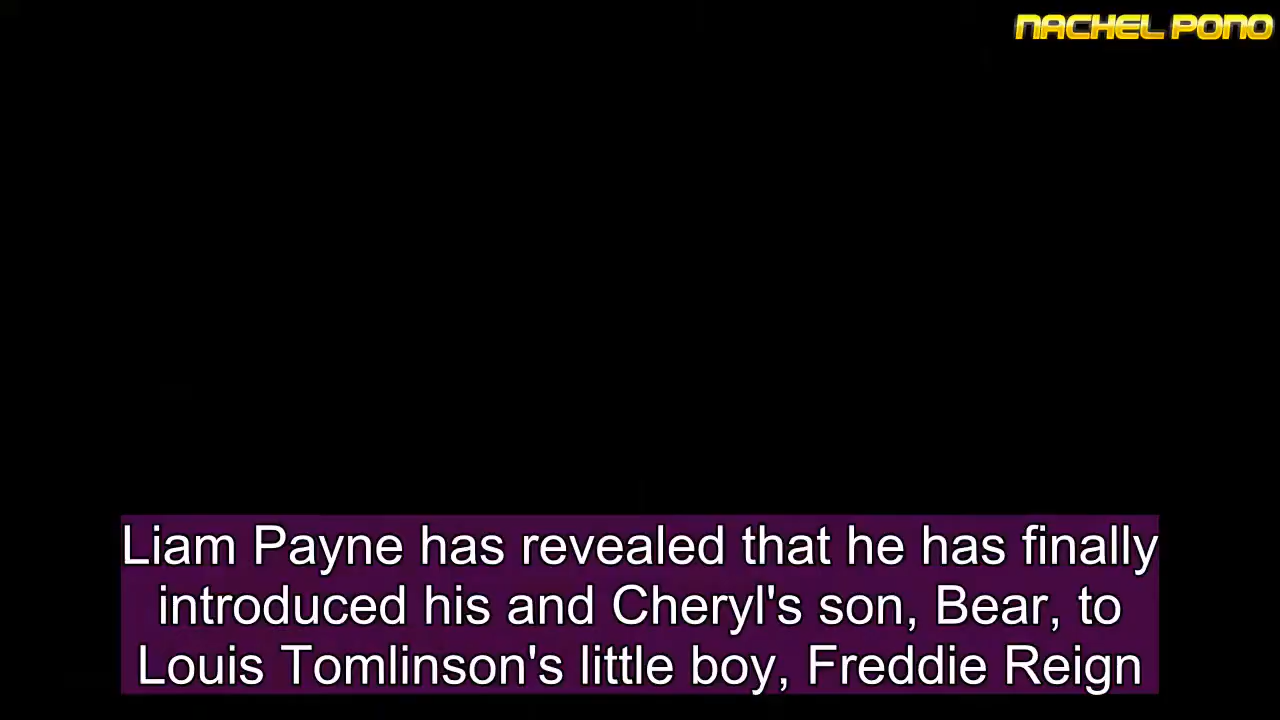 NACHEL PONO
Liam Payne has revealed that he has finally
introduced his and Cheryl's son, Bear, to
Louis Tomlinson's little boy, Freddie Reign